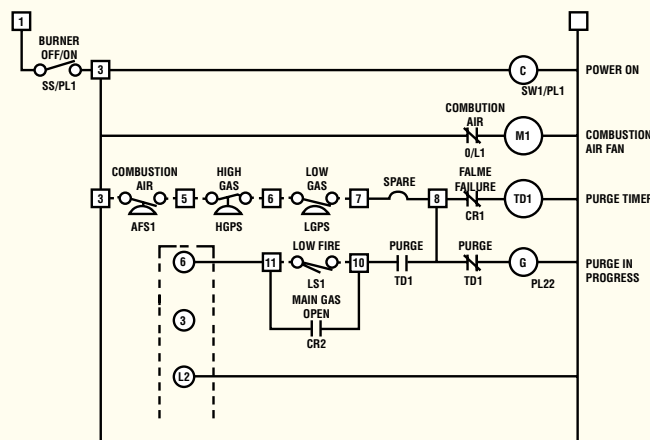 1
BURNER
OFF/ON
SS/PL1
3
C
SW1/PL1
POWER ON
COMBUTION
AIR
0/L1
M1
COMBUSTION
AIR FAN
3
COMBUSTION
AIR
AFS1
5
HIGH
GAS
HGPS
6
LOW
GAS
LGPS
7
SPARE
8
FALME
FAILURE
CR1
TD1
PURGE TIMER
6
11
LOW FIRE
LS1
10
PURGE
TD1
PURGE
TD1
G
PL22
PURGE IN
PROGRESS
MAIN GAS
OPEN
CR2
3
L2